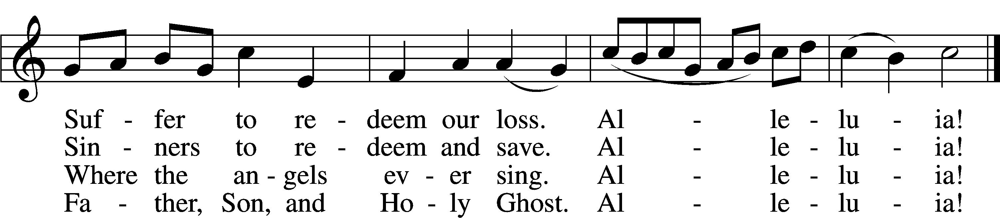 Suf - fer to re - deem our loss. Al - le - lu - ia!
Sin - ners to re - deem and save. Al - le - lu - ia!
Where the an - gels ev - er sing. Al - le - lu - ia!
Fa - ther, Son, and Ho - ly Ghost. Al - le - lu - ia!